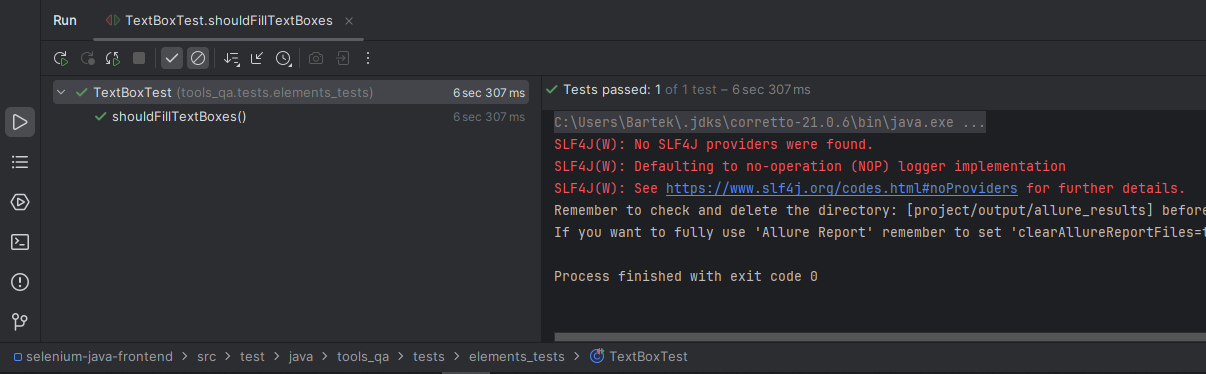 Run TextBoxTest.shouldFillTextBoxes
TextBoxTest (tools_qa.tests.elements_tests) 6 sec 307 ms
shouldFillTextBoxes() 6 sec 307 ms
Tests passed: 1 of 1 test – 6 sec 307 ms
C:\Users\Bartek\.jdks\corretto-21.0.6\bin\java.exe ...
SLF4J(W): No SLF4J providers were found.
SLF4J(W): Defaulting to no-operation (NOP) logger implementation
SLF4J(W): See https://www.slf4j.org/codes.html#noProviders for further details.
Remember to check and delete the directory: [project/output/allure_results] before
If you want to fully use 'Allure Report' remember to set 'clearAllureReportFiles=
Process finished with exit code 0
selenium-java-frontend > src > test > java > tools_qa > tests > elements_tests > TextBoxTest